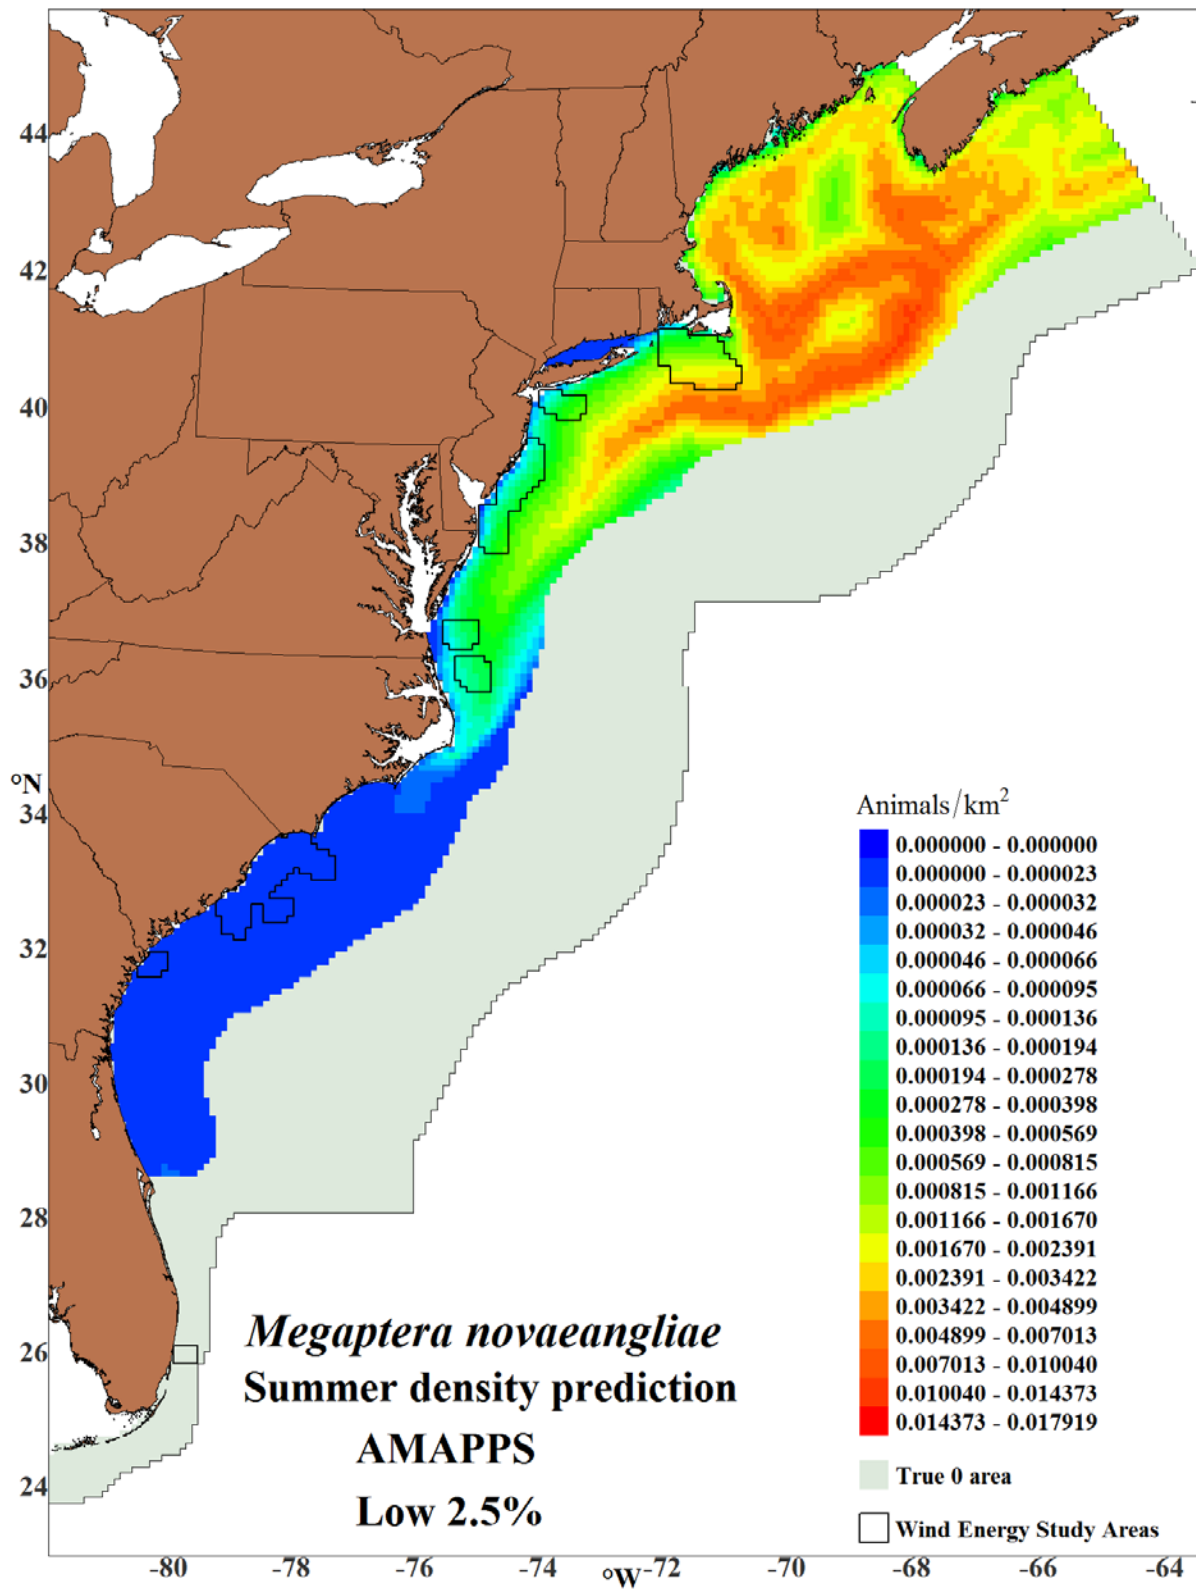 44
42
40
38
36
°N
34
32
30
28
26
24
Animals/km²
0.000000 - 0.000000
0.000000 - 0.000023
0.000023 - 0.000032
0.000032 - 0.000046
0.000046 - 0.000066
0.000066 - 0.000095
0.000095 - 0.000136
0.000136 - 0.000194
0.000194 - 0.000278
0.000278 - 0.000398
0.000398 - 0.000569
0.000569 - 0.000815
0.000815 - 0.001166
0.001166 - 0.001670
0.001670 - 0.002391
0.002391 - 0.003422
0.003422 - 0.004899
0.004899 - 0.007013
0.007013 - 0.010040
0.010040 - 0.014373
0.014373 - 0.017919
True 0 area
Wind Energy Study Areas
Megaptera novaeangliae
Summer density prediction
AMAPPS
Low 2.5%
-80 -78 -76 -74 °W -72 -70 -68 -66 -64